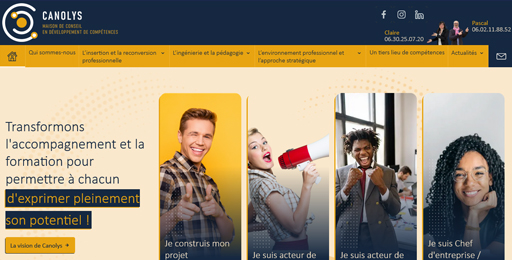 CANOLYS
MAISON DE CONSEIL
EN DÉVELOPPEMENT DE COMPÉTENCES
Claire
06.30.25.07.20
Pascal
06.02.11.88.52
Qui sommes-nous
L'insertion et la reconversion
professionnelle
L'ingénierie et la pédagogie
L'environnement professionnel et
l'approche stratégique
Un tiers lieu de compétences
Actualités
Transformons
l'accompagnement et la
formation pour
permettre à chacun
d'exprimer pleinement
son potentiel !
La vision de Canolys +
Je construis mon
projet
Je suis acteur de
Je suis acteur de
Je suis Chef
d'entreprise /